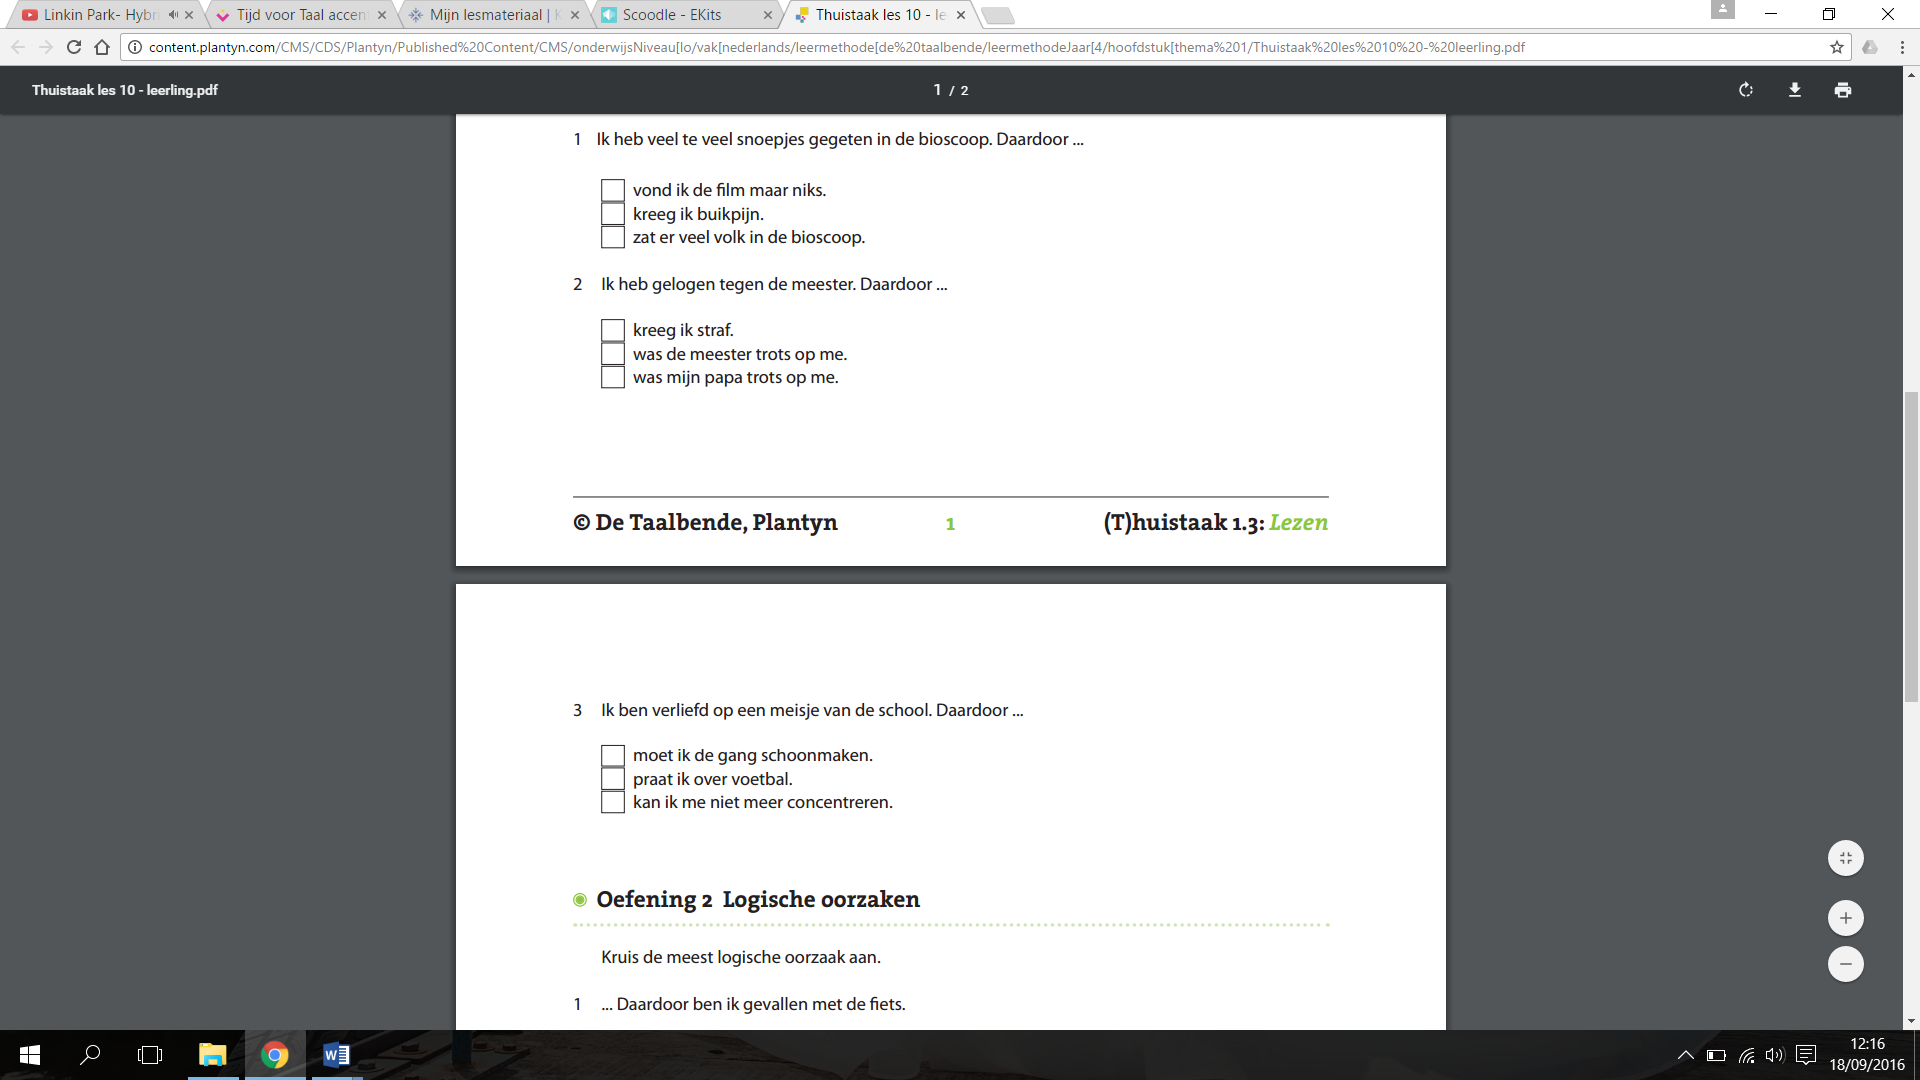 Linkin Park- Hybr
Tijd voor Taal accent
Mijn lesmateriaal | K
Scoodle - EKits
Thuistaak les 10 - le
content.plantyn.com/CMS/CDS/Plantyn/Published%20Content/CMS/onderwijsNiveau[lo/vak[nederlands/leermethode[de%20taalbende/leermethodeJaar[4/hoofdstuk[thema%201/Thuistaak%20les%2010%20-%20leerling.pdf
Thuistaak les 10 - leerling.pdf
1 / 2
1 Ik heb veel te veel snoepjes gegeten in de bioscoop. Daardoor ...
vond ik de film maar niks.
kreeg ik buikpijn.
zat er veel volk in de bioscoop.
2 Ik heb gelogen tegen de meester. Daardoor ...
kreeg ik straf.
was de meester trots op me.
was mijn papa trots op me.
© De Taalbende, Plantyn 1 (T)huistaak 1.3: Lezen
3 Ik ben verliefd op een meisje van de school. Daardoor ...
moet ik de gang schoonmaken.
praat ik over voetbal.
kan ik me niet meer concentreren.
Oefening 2 Logische oorzaken
Kruis de meest logische oorzaak aan.
1 ... Daardoor ben ik gevallen met de fiets.
12:16
18/09/2016